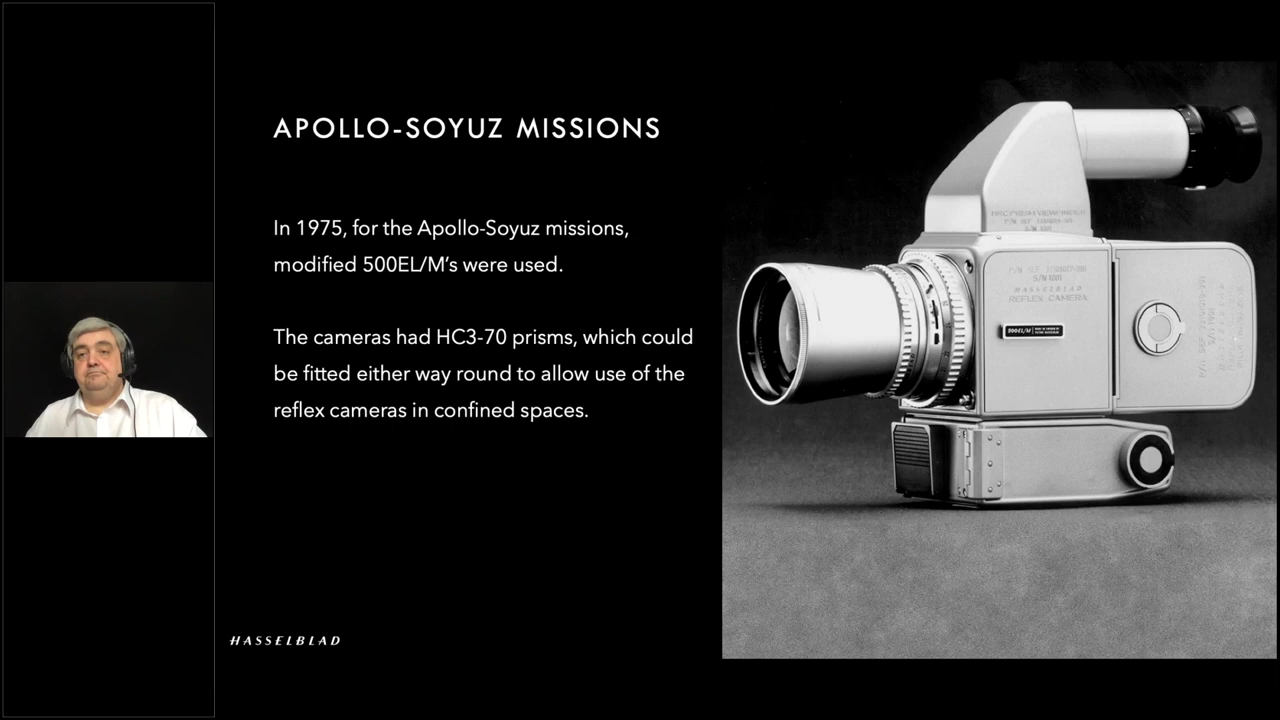 APOLLO-SOYUZ MISSIONS
In 1975, for the Apollo-Soyuz missions,
modified 500EL/M's were used.
The cameras had HC3-70 prisms, which could
be fitted either way round to allow use of the
reflex cameras in confined spaces.
HASSELBLAD
HASSELBLAD
REFLEX CAMERA
500EL/M